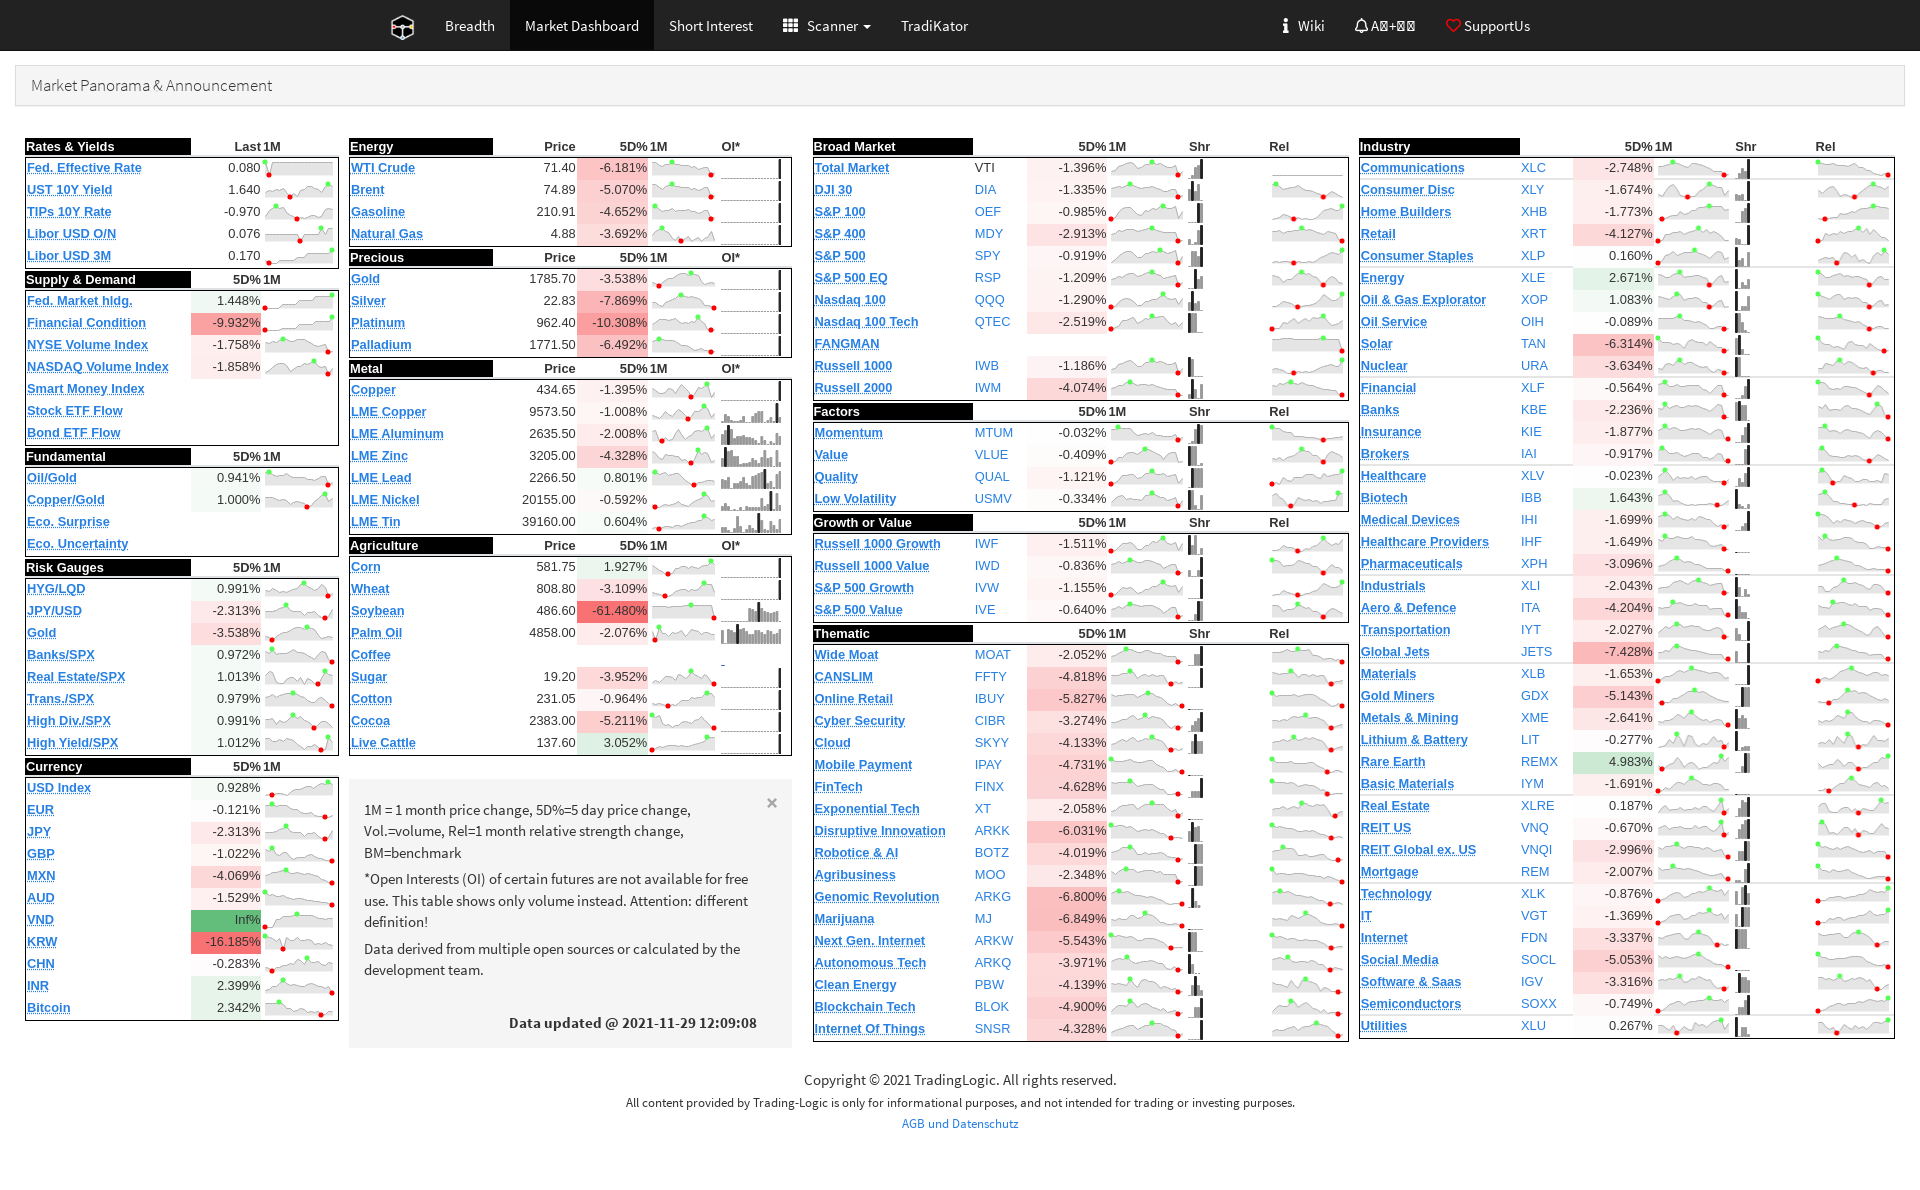 Breadth Market Dashboard Short Interest Scanner TradiKator Wiki SupportUs
Market Panorama & Announcement
Rates & Yields Last 1M
Fed. Effective Rate 0.080
UST 10Y Yield 1.640
TIPs 10Y Rate -0.970
Libor USD O/N 0.076
Libor USD 3M 0.170
Supply & Demand 5D% 1M
Fed. Market hldg. 1.448%
Financial Condition -9.932%
NYSE Volume Index -1.758%
NASDAQ Volume Index -1.858%
Smart Money Index
Stock ETF Flow
Bond ETF Flow
Fundamental 5D% 1M
Oil/Gold 0.941%
Copper/Gold 1.000%
Eco. Surprise
Eco. Uncertainty
Risk Gauges 5D% 1M
HYG/LQD 0.991%
JPY/USD -2.313%
Gold -3.538%
Banks/SPX 0.972%
Real Estate/SPX 1.013%
Trans./SPX 0.979%
High Div./SPX 0.991%
High Yield/SPX 1.012%
Currency 5D% 1M
USD Index 0.928%
EUR -0.121%
JPY -2.313%
GBP -1.022%
MXN -4.069%
AUD -1.529%
VND Inf%
KRW -16.185%
CHN -0.283%
INR 2.399%
Bitcoin 2.342%
Energy Price 5D% 1M OI*
WTI Crude 71.40 -6.181%
Brent 74.89 -5.070%
Gasoline 210.91 -4.652%
Natural Gas 4.88 -3.692%
Precious Price 5D% 1M OI*
Gold 1785.70 -3.538%
Silver 22.83 -7.869%
Platinum 962.40 -10.308%
Palladium 1771.50 -6.492%
Metal Price 5D% 1M OI*
Copper 434.65 -1.395%
LME Copper 9573.50 -1.008%
LME Aluminum 2635.50 -2.008%
LME Zinc 3205.00 -4.328%
LME Lead 2266.50 0.801%
LME Nickel 20155.00 -0.592%
LME Tin 39160.00 0.604%
Agriculture Price 5D% 1M OI*
Corn 581.75 1.927%
Wheat 808.80 -3.109%
Soybean 486.60 -61.480%
Palm Oil 4858.00 -2.076%
Coffee
Sugar 19.20 -3.952%
Cotton 231.05 -0.964%
Cocoa 2383.00 -5.211%
Live Cattle 137.60 3.052%
×
1M = 1 month price change, 5D%=5 day price change,
Vol.=volume, Rel=1 month relative strength change,
BM=benchmark
*Open Interests (OI) of certain futures are not available for free
use. This table shows only volume instead. Attention: different
definition!
Data derived from multiple open sources or calculated by the
development team.
Data updated @ 2021-11-29 12:09:08
Broad Market 5D% 1M Shr Rel
Total Market VTI -1.396%
DJI 30 DIA -1.335%
S&P 100 OEF -0.985%
S&P 400 MDY -2.913%
S&P 500 SPY -0.919%
S&P 500 EQ RSP -1.209%
Nasdaq 100 QQQ -1.290%
Nasdaq 100 Tech QTEC -2.519%
FANGMAN
Russell 1000 IWB -1.186%
Russell 2000 IWM -4.074%
Factors 5D% 1M Shr Rel
Momentum MTUM -0.032%
Value VLUE -0.409%
Quality QUAL -1.121%
Low Volatility USMV -0.334%
Growth or Value 5D% 1M Shr Rel
Russell 1000 Growth IWF -1.511%
Russell 1000 Value IWD -0.836%
S&P 500 Growth IVW -1.155%
S&P 500 Value IVE -0.640%
Thematic 5D% 1M Shr Rel
Wide Moat MOAT -2.052%
CANSLIM FFTY -4.818%
Online Retail IBUY -5.827%
Cyber Security CIBR -3.274%
Cloud SKYY -4.133%
Mobile Payment IPAY -4.731%
FinTech FINX -4.628%
Exponential Tech XT -2.058%
Disruptive Innovation ARKK -6.031%
Robotice & AI BOTZ -4.019%
Agribusiness MOO -2.348%
Genomic Revolution ARKG -6.800%
Marijuana MJ -6.849%
Next Gen. Internet ARKW -5.543%
Autonomous Tech ARKQ -3.971%
Clean Energy PBW -4.139%
Blockchain Tech BLOK -4.900%
Internet Of Things SNSR -4.328%
Industry 5D% 1M Shr Rel
Communications XLC -2.748%
Consumer Disc XLY -1.674%
Home Builders XHB -1.773%
Retail XRT -4.127%
Consumer Staples XLP 0.160%
Energy XLE 2.671%
Oil & Gas Explorator XOP 1.083%
Oil Service OIH -0.089%
Solar TAN -6.314%
Nuclear URA -3.634%
Financial XLF -0.564%
Banks KBE -2.236%
Insurance KIE -1.877%
Brokers IAI -0.917%
Healthcare XLV -0.023%
Biotech IBB 1.643%
Medical Devices IHI -1.699%
Healthcare Providers IHF -1.649%
Pharmaceuticals XPH -3.096%
Industrials XLI -2.043%
Aero & Defence ITA -4.204%
Transportation IYT -2.027%
Global Jets JETS -7.428%
Materials XLB -1.653%
Gold Miners GDX -5.143%
Metals & Mining XME -2.641%
Lithium & Battery LIT -0.277%
Rare Earth REMX 4.983%
Basic Materials IYM -1.691%
Real Estate XLRE 0.187%
REIT US VNQ -0.670%
REIT Global ex. US VNQI -2.996%
Mortgage REM -2.007%
Technology XLK -0.876%
IT VGT -1.369%
Internet FDN -3.337%
Social Media SOCL -5.053%
Software & Saas IGV -3.316%
Semiconductors SOXX -0.749%
Utilities XLU 0.267%
Copyright © 2021 TradingLogic. All rights reserved.
All content provided by Trading-Logic is only for informational purposes, and not intended for trading or investing purposes.
AGB und Datenschutz